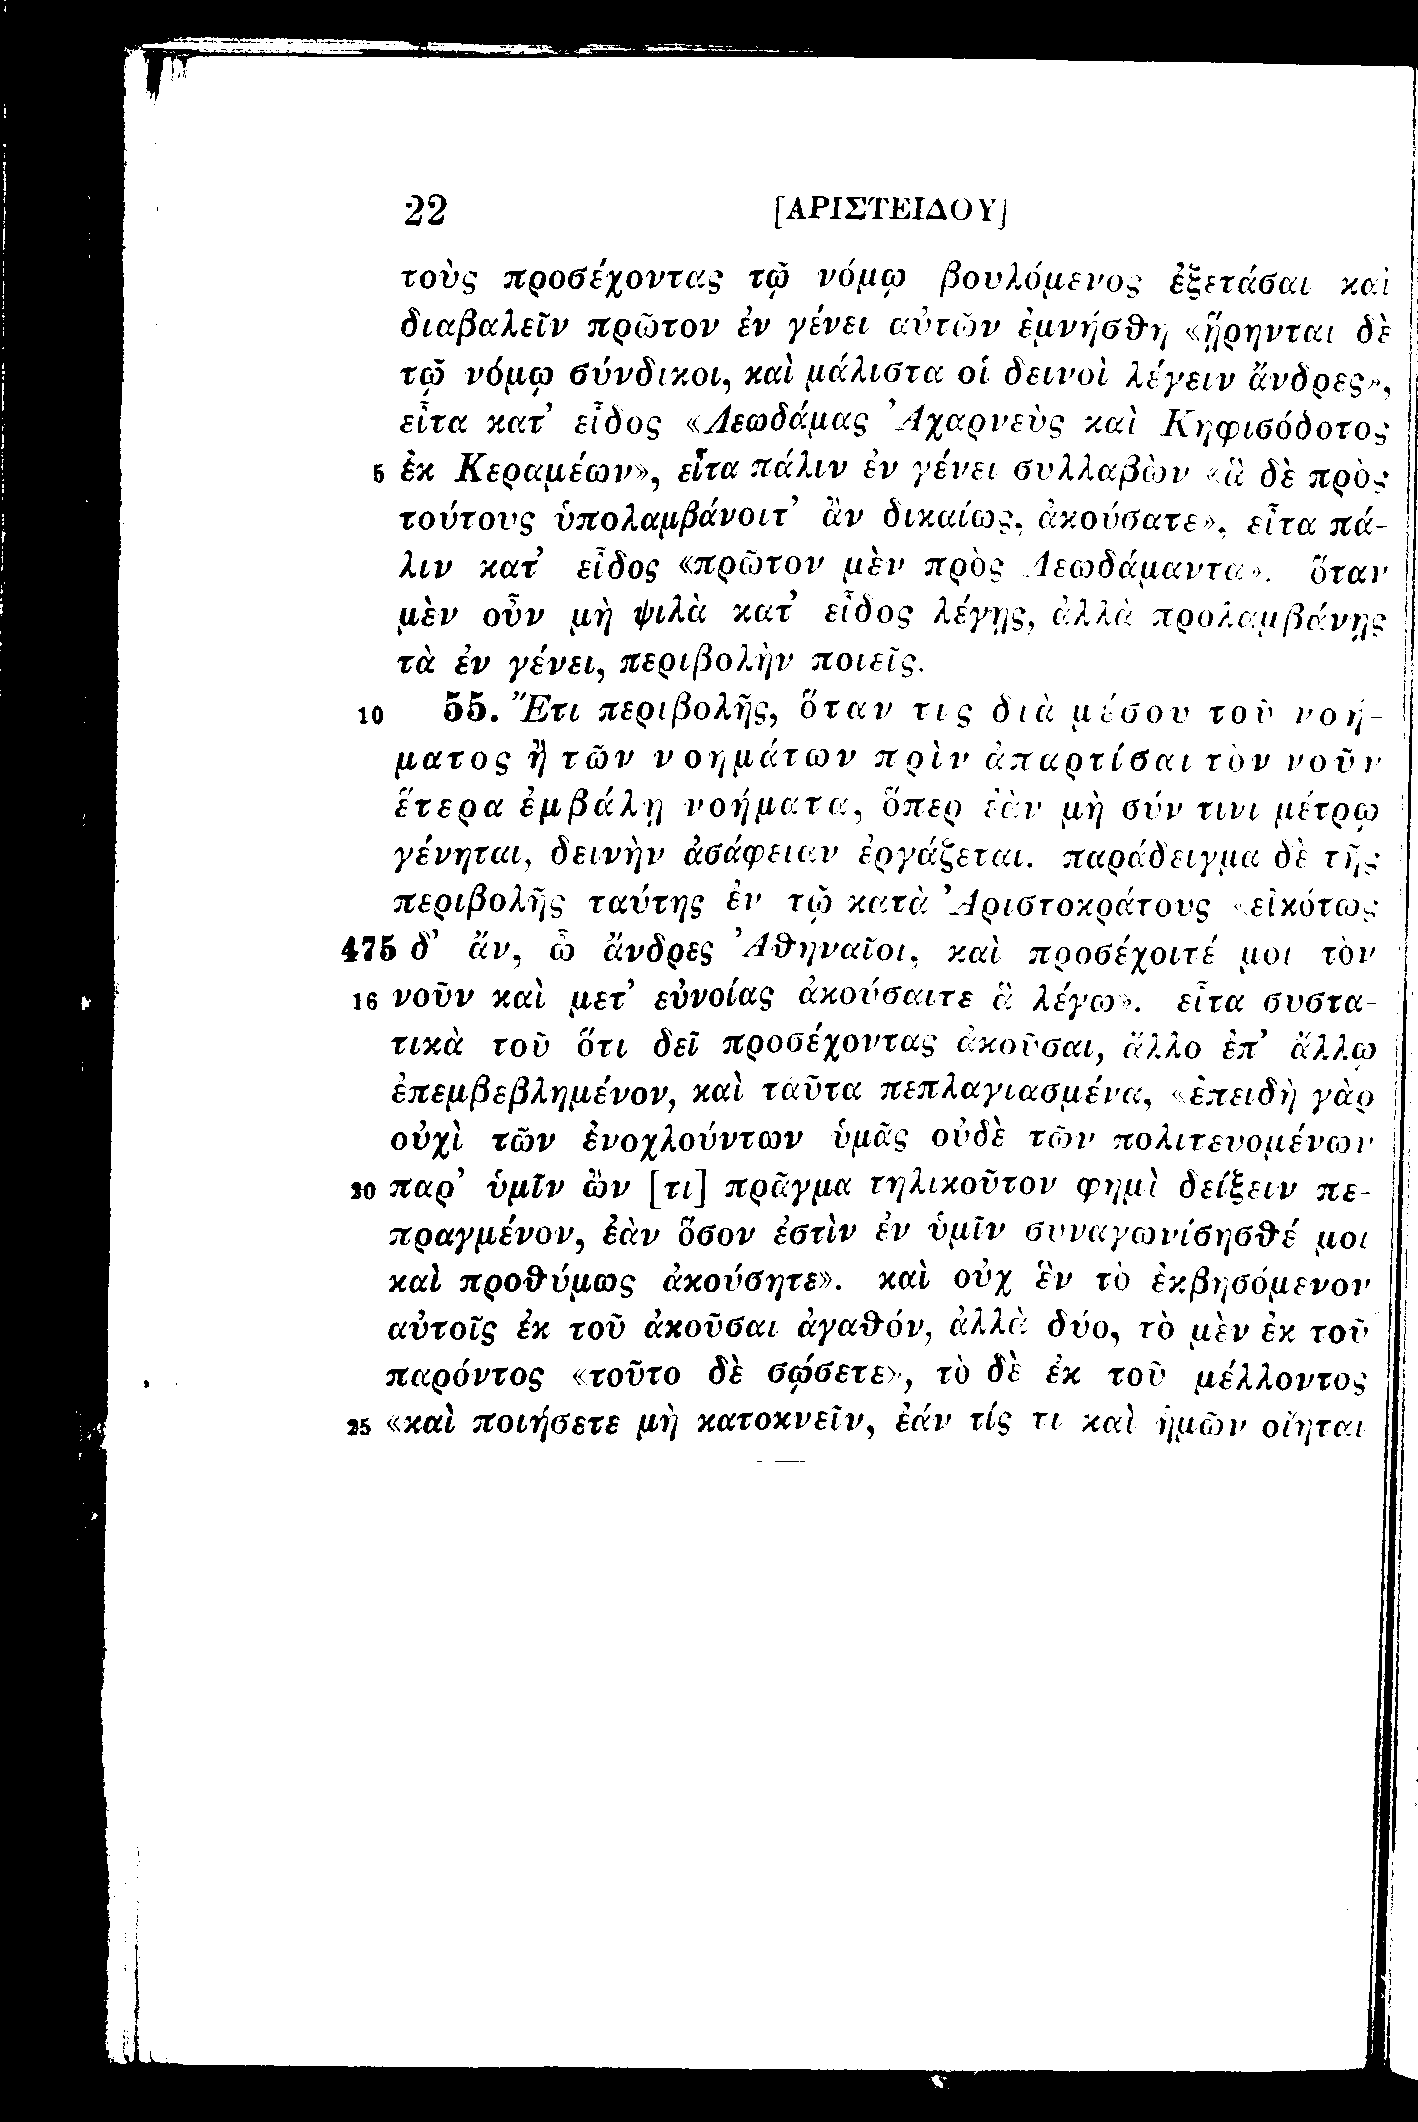 22 [ΑΡΙΣΤΕΙΔΟΥ]
τοὺς προσέχοντας τῷ νόμῳ βουλόμενος ἐξετάσαι καὶ
διαβαλεῖν πρῶτον ἐν γένει αὐτῶν ἐμνήσθη «ᾕρηνται δὲ
τῷ νόμῳ σύνδικοι, καὶ μάλιστα οἱ δεινοὶ λέγειν ἄνδρες»,
εἶτα κατ’ εἶδος «Λεωδάμας Ἀχαρνεὺς καὶ Κηφισόδοτος
5 ἐκ Κεραμέων», εἶτα πάλιν ἐν γένει συλλαβὼν «ἃ δὲ πρὸς
τούτους ὑπολαμβάνοιτ’ ἂν δικαίως, ἀκούσατε», εἶτα πά-
λιν κατ’ εἶδος «πρῶτον μὲν πρὸς Λεωδάμαντα». ὅταν
μὲν οὖν μὴ ψιλὰ κατ’ εἶδος λέγῃς, ἀλλὰ προλαμβάνῃς
τὰ ἐν γένει, περιβολὴν ποιεῖς.
10 55. Ἔτι περιβολῆς, ὅταν τις διὰ μέσου τοῦ νοή-
ματος ἢ τῶν νοημάτων πρὶν ἀπαρτίσαι τὸν νοῦν
ἕτερα ἐμβάλῃ νοήματα, ὅπερ ἐὰν μὴ σύν τινι μέτρῳ
γένηται, δεινὴν ἀσάφειαν ἐργάζεται. παράδειγμα δὲ τῆς
περιβολῆς ταύτης ἐν τῷ κατὰ Ἀριστοκράτους «εἰκότως
475 δ’ ἄν, ὦ ἄνδρες Ἀθηναῖοι, καὶ προσέχοιτέ μοι τὸν
16 νοῦν καὶ μετ’ εὐνοίας ἀκούσαιτε ἃ λέγω». εἶτα συστα-
τικὰ τοῦ ὅτι δεῖ προσέχοντας ἀκοῦσαι, ἄλλο ἐπ’ ἄλλῳ
ἐπεμβεβλημένον, καὶ ταῦτα πεπλαγιασμένα, «ἐπειδὴ γὰρ
οὐχὶ τῶν ἐνοχλούντων ὑμᾶς οὐδὲ τῶν πολιτευομένων
20 παρ’ ὑμῖν ὢν [τι] πρᾶγμα τηλικοῦτον φημὶ δείξειν πε-
πραγμένον, ἐὰν ὅσον ἐστὶν ἐν ὑμῖν συναγωνίσησθέ μοι
καὶ προθύμως ἀκούσητε». καὶ οὐχ ἓν τὸ ἐκβησόμενον
αὐτοῖς ἐκ τοῦ ἀκοῦσαι ἀγαθόν, ἀλλὰ δύο, τὸ μὲν ἐκ τοῦ
παρόντος «τοῦτο δὲ σῴσετε», τὸ δὲ ἐκ τοῦ μέλλοντος
25 «καὶ ποιήσετε μὴ κατοκνεῖν, ἐάν τίς τι καὶ ἡμῶν οἴηται